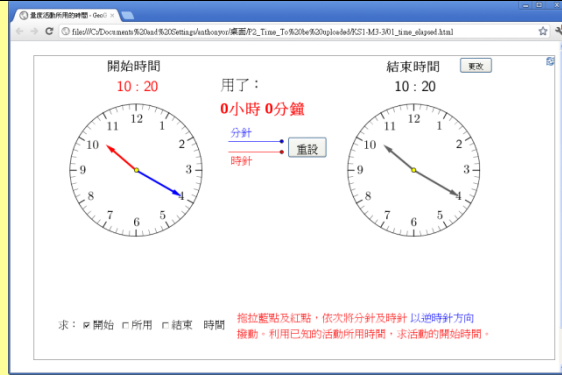 量度活動所用的時間 - GeoG
file:///C:/Documents%20and%20Settings/anthonyor/桌面/P2_Time_To%20be%20uploaded/KS1-M3-3/01_time_elapsed.html
開始時間
10 : 20
用了：
0小時 0分鐘
分針
時針
重設
結束時間
10 : 20
更改
12
1
2
3
4
5
6
7
8
9
10
11
12
1
2
3
4
5
6
7
8
9
10
11
求： 開始 所用 結束 時間
拖拉藍點及紅點，依次將分針及時針 以逆時針方向
撥動。利用已知的活動所用時間，求活動的開始時間。